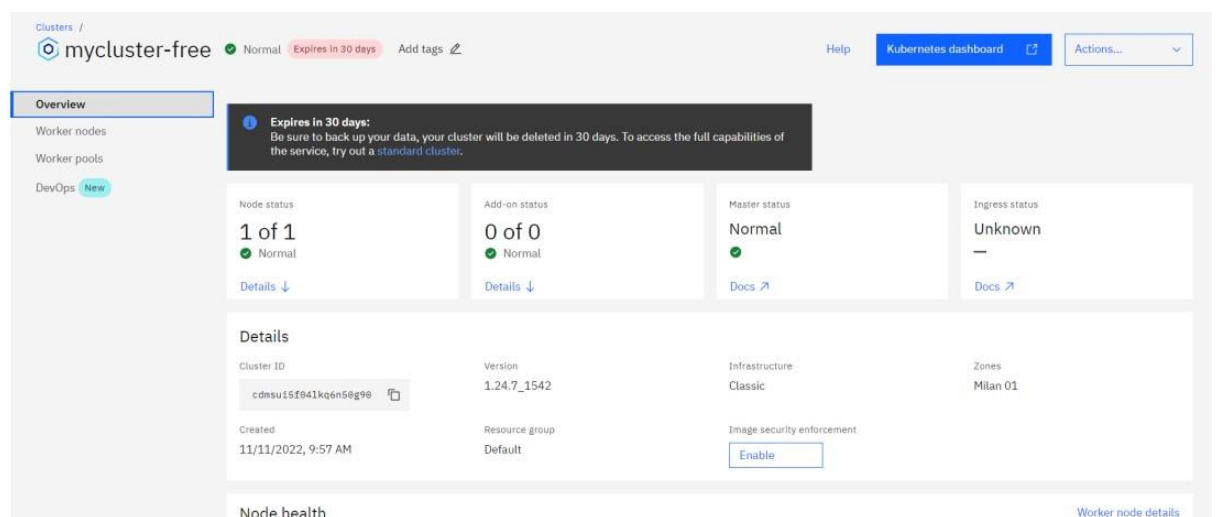 Clusters /
mycluster-free Normal Expires in 30 days Add tags Help Kubernetes dashboard Actions...
Overview
Worker nodes
Worker pools
DevOps New
Expires in 30 days:
Be sure to back up your data, your cluster will be deleted in 30 days. To access the full capabilities of
the service, try out a standard cluster.
Node status Add-on status Master status Ingress status
1 of 1 0 of 0 Normal Unknown
Normal Normal
Details ↓ Details ↓ Docs ↗ Docs ↗
Details
Cluster ID Version Infrastructure Zones
cdmsui5f04lkq6n50g90 1.24.7_1542 Classic Milan 01
Created Resource group Image security enforcement
11/11/2022, 9:57 AM Default Enable
Node health Worker node details